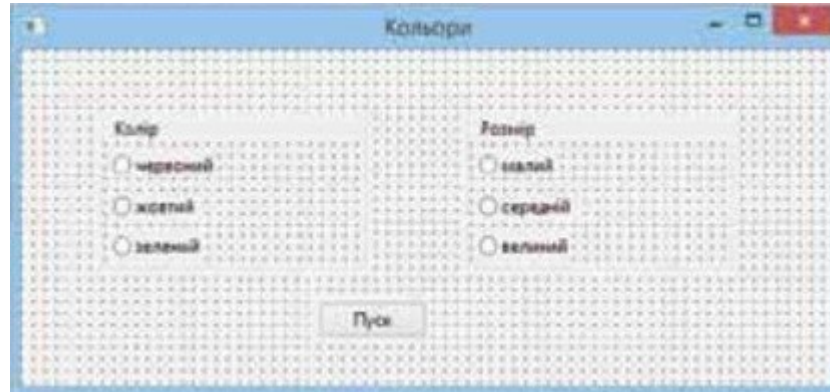 Кольори
Колір
червоний
жовтий
зелений
Розмір
малий
середній
великий
Пуск